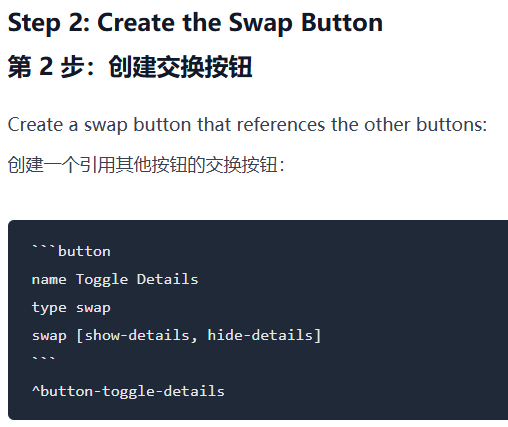 Step 2: Create the Swap Button
第 2 步：创建交换按钮
Create a swap button that references the other buttons:
创建一个引用其他按钮的交换按钮：
```button
name Toggle Details
type swap
swap [show-details, hide-details]
```
^button-toggle-details